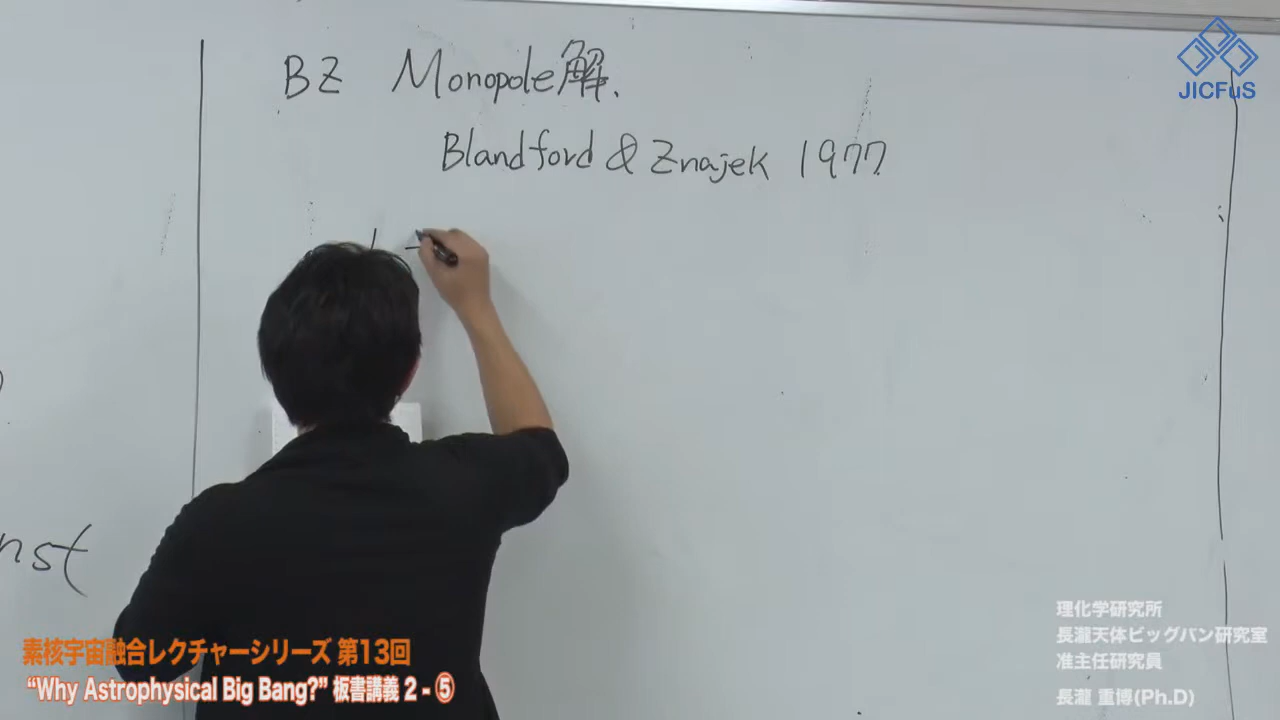 BZ Monopole解.
Blandford & Znajek 1977
nst
JICFuS
素核宇宙融合レクチャーシリーズ 第13回
“Why Astrophysical Big Bang?” 板書講義 2 - ⑤
理化学研究所
長瀧天体ビッグバン研究室
准主任研究員
長瀧 重博(Ph.D)